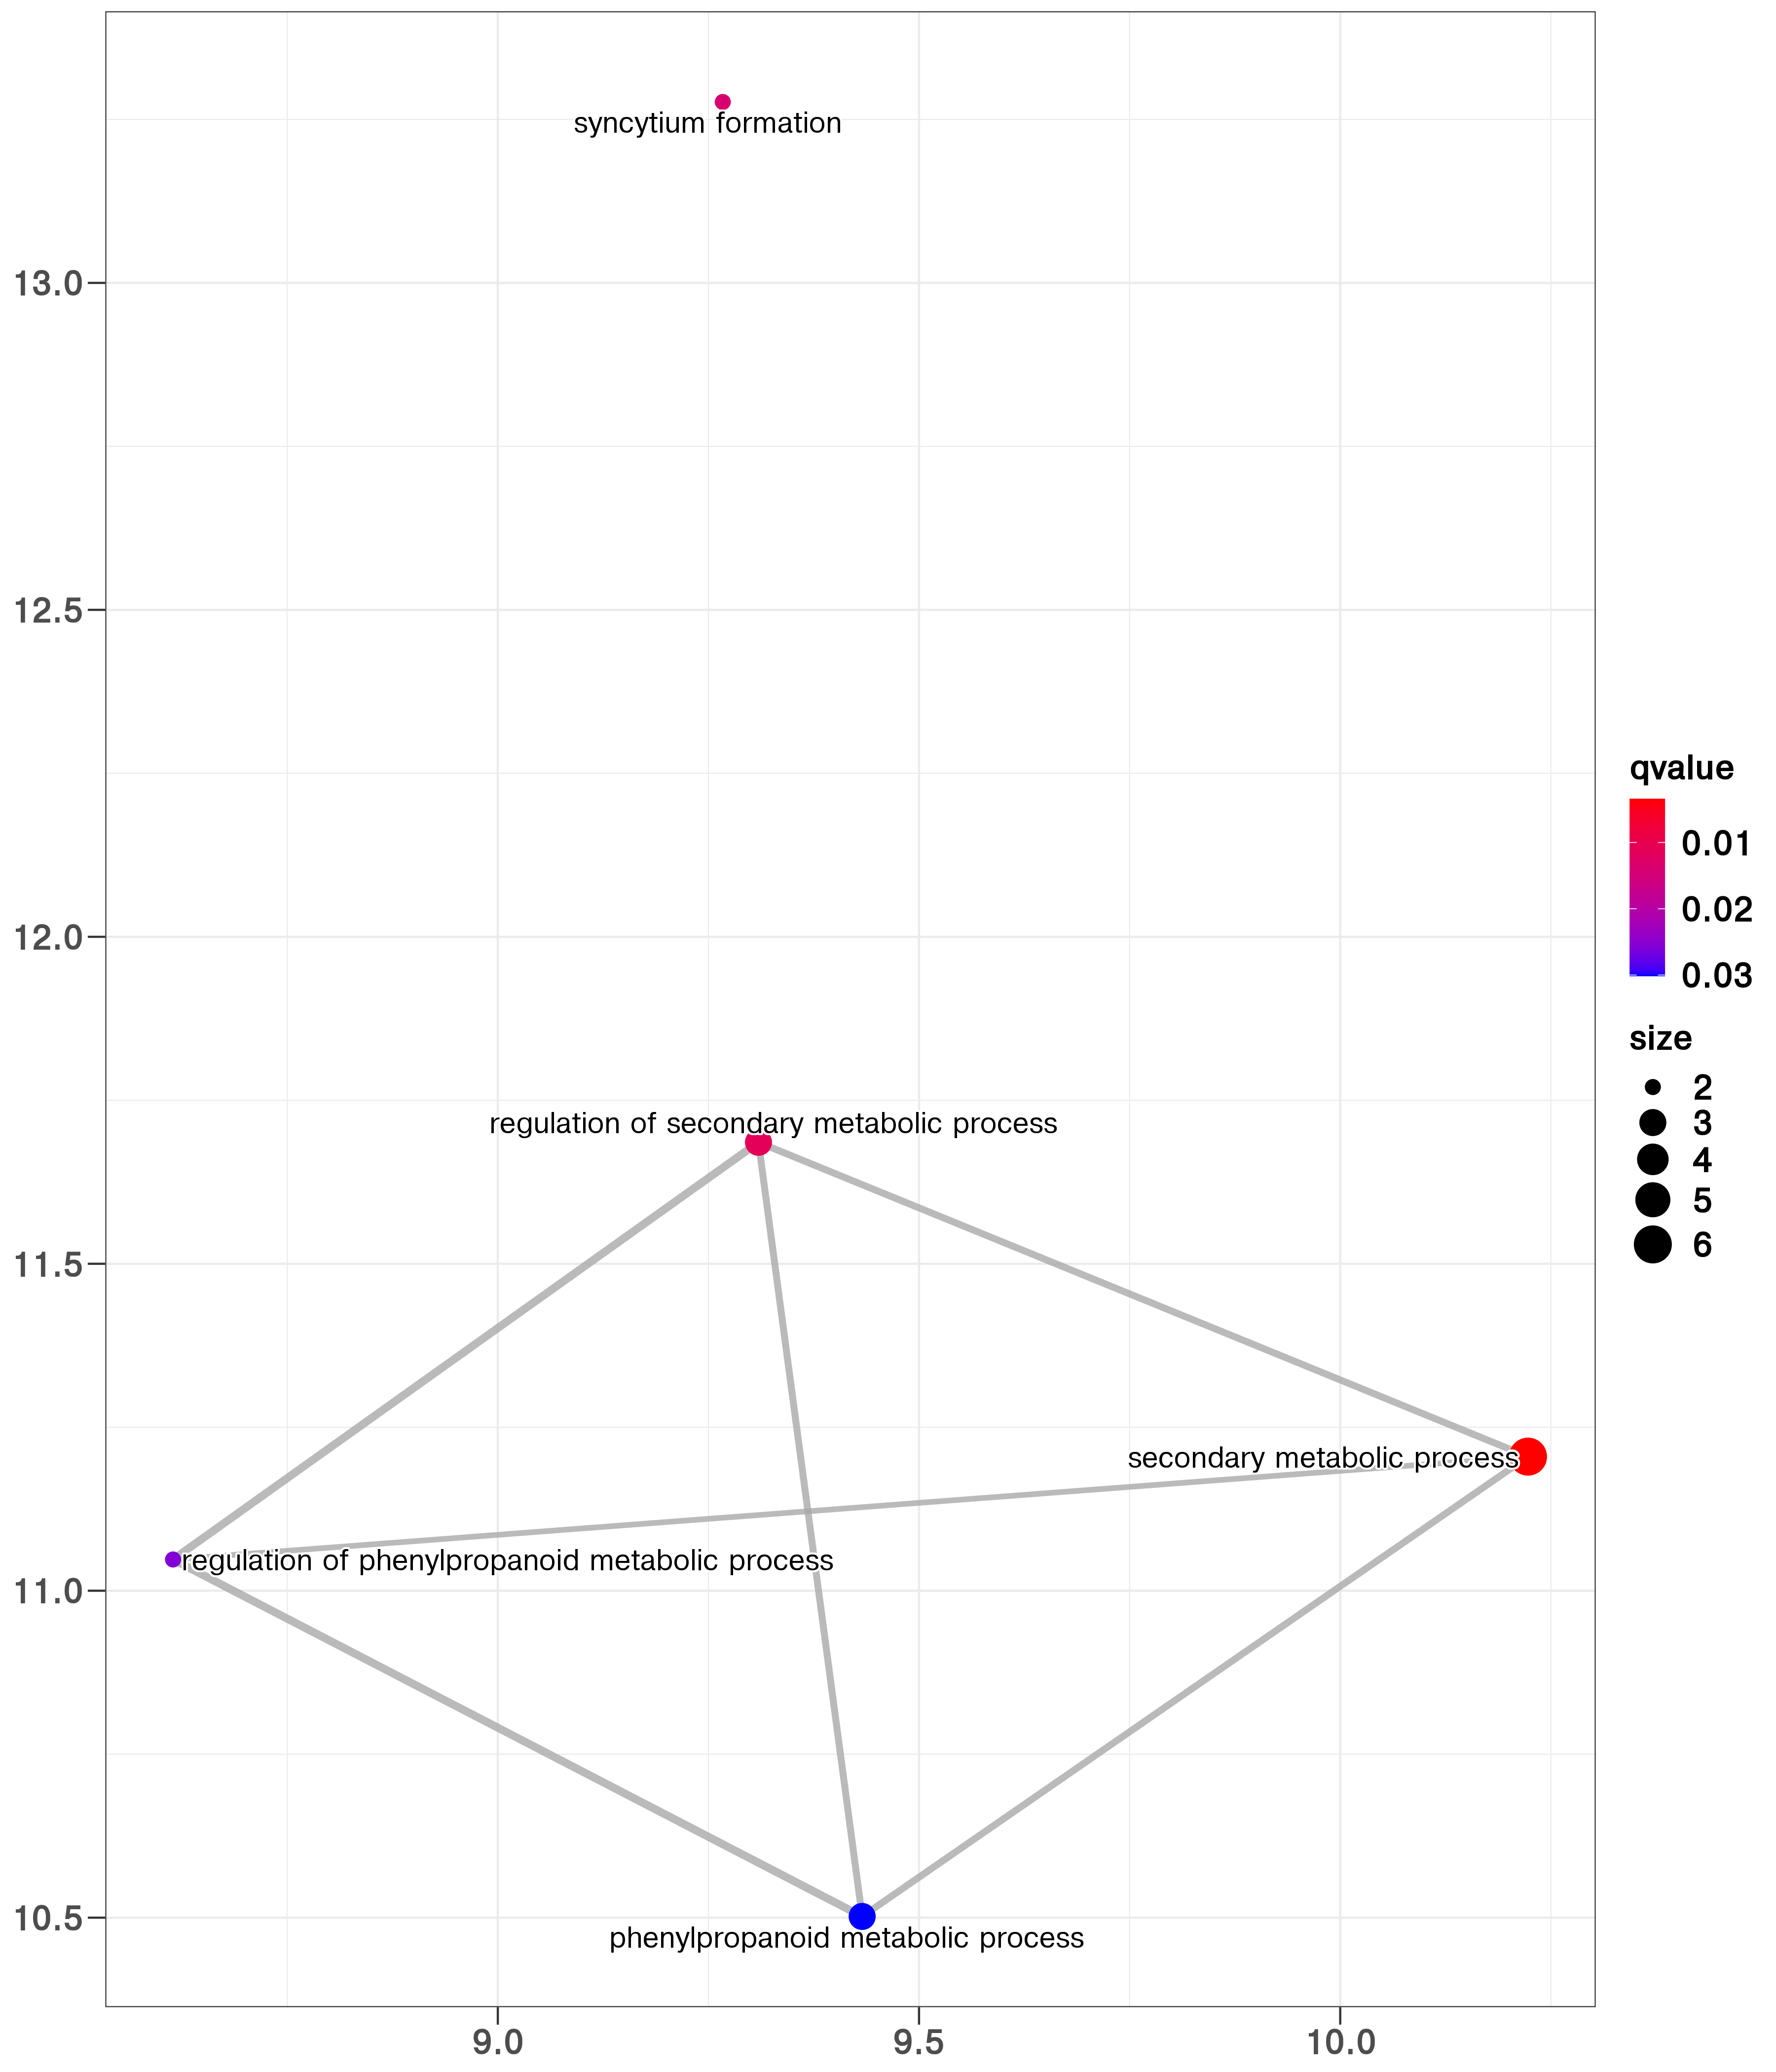 syncytium formation
13.0
12.5
12.0
regulation of secondary metabolic process
11.5
secondary metabolic process
regulation of phenylpropanoid metabolic process
11.0
10.5
phenylpropanoid metabolic process
9.0
9.5
10.0
qvalue
0.01
0.02
0.03
size
2
3
4
5
6